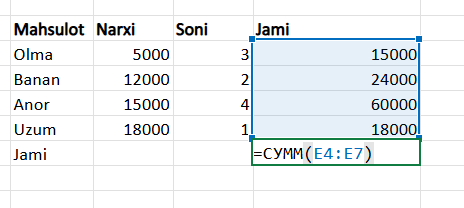 Mahsulot Narxi Soni Jami
Olma 5000 3 15000
Banan 12000 2 24000
Anor 15000 4 60000
Uzum 18000 1 18000
Jami =СУММ(E4:E7)